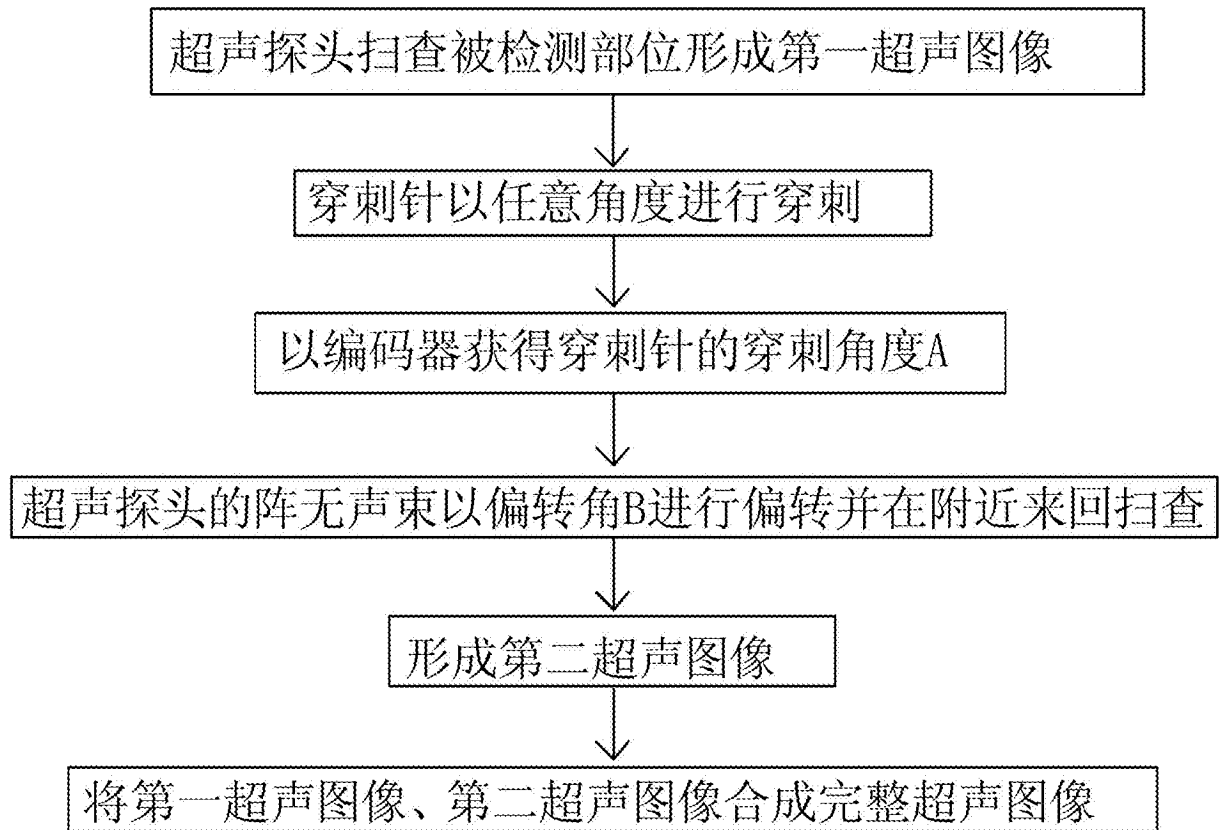 超声探头扫查被检测部位形成第一超声图像
穿刺针以任意角度进行穿刺
以编码器获得穿刺针的穿刺角度A
超声探头的阵无声束以偏转角B进行偏转并在附近来回扫查
形成第二超声图像
将第一超声图像、第二超声图像合成完整超声图像